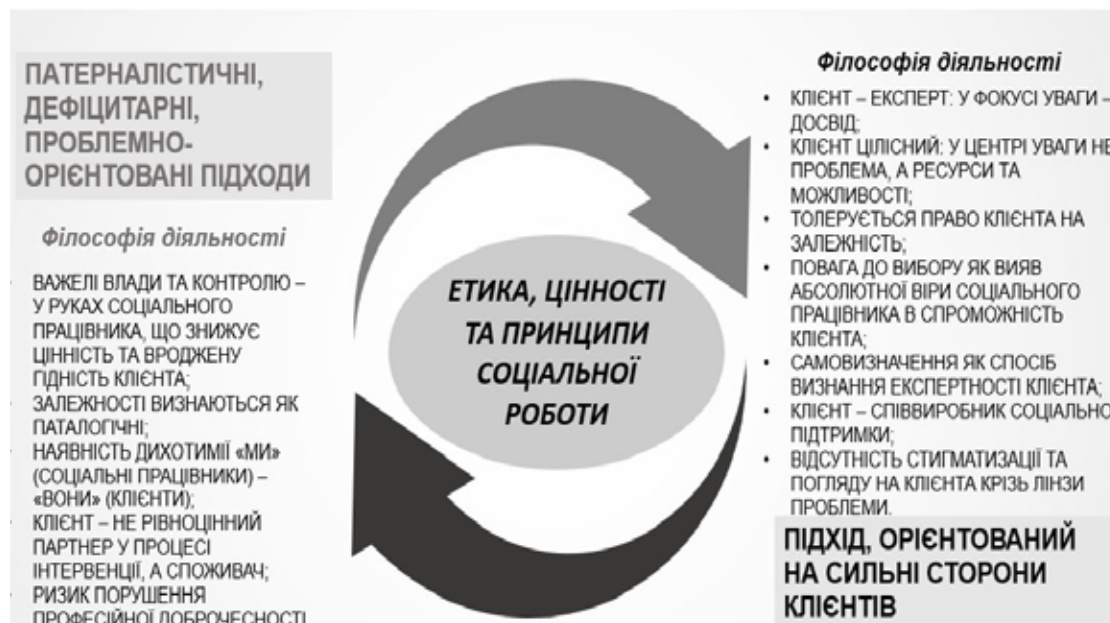 ПАТЕРНАЛІСТИЧНІ,
ДЕФІЦИТАРНІ,
ПРОБЛЕМНО-
ОРІЄНТОВАНІ ПІДХОДИ
Філософія діяльності
ВАЖЕЛІ ВЛАДИ ТА КОНТРОЛЮ –
У РУКАХ СОЦІАЛЬНОГО
ПРАЦІВНИКА, ЩО ЗНИЖУЄ
ЦІННІСТЬ ТА ВРОДЖЕНУ
ГІДНІСТЬ КЛІЄНТА;
ЗАЛЕЖНОСТІ ВИЗНАЮТЬСЯ ЯК
ПАТАЛОГІЧНІ;
НАЯВНІСТЬ ДИХОТИМІЇ «МИ»
(СОЦІАЛЬНІ ПРАЦІВНИКИ) –
«ВОНИ» (КЛІЄНТИ);
КЛІЄНТ – НЕ РІВНОЦІННИЙ
ПАРТНЕР У ПРОЦЕСІ
ІНТЕРВЕНЦІЇ, А СПОЖИВАЧ;
РИЗИК ПОРУШЕННЯ
ПРОФЕСІЙНОЇ ДОБРОЧЕСНОСТІ
ЕТИКА, ЦІННОСТІ
ТА ПРИНЦИПИ
СОЦІАЛЬНОЇ
РОБОТИ
Філософія діяльності
• КЛІЄНТ – ЕКСПЕРТ: У ФОКУСІ УВАГИ –
ДОСВІД;
• КЛІЄНТ ЦІЛІСНИЙ: У ЦЕНТРІ УВАГИ НЕ
ПРОБЛЕМА, А РЕСУРСИ ТА
МОЖЛИВОСТІ;
• ТОЛЕРУЄТЬСЯ ПРАВО КЛІЄНТА НА
ЗАЛЕЖНІСТЬ;
• ПОВАГА ДО ВИБОРУ ЯК ВИЯВ
АБСОЛЮТНОЇ ВІРИ СОЦІАЛЬНОГО
ПРАЦІВНИКА В СПРОМОЖНІСТЬ
КЛІЄНТА;
• САМОВИЗНАЧЕННЯ ЯК СПОСІБ
ВИЗНАННЯ ЕКСПЕРТНОСТІ КЛІЄНТА;
• КЛІЄНТ – СПІВВИРОБНИК СОЦІАЛЬНО
ПІДТРИМКИ;
• ВІДСУТНІСТЬ СТИГМАТИЗАЦІЇ ТА
ПОГЛЯДУ НА КЛІЄНТА КРІЗЬ ЛІНЗИ
ПРОБЛЕМИ.
ПІДХІД, ОРІЄНТОВАНИЙ
НА СИЛЬНІ СТОРОНИ
КЛІЄНТІВ